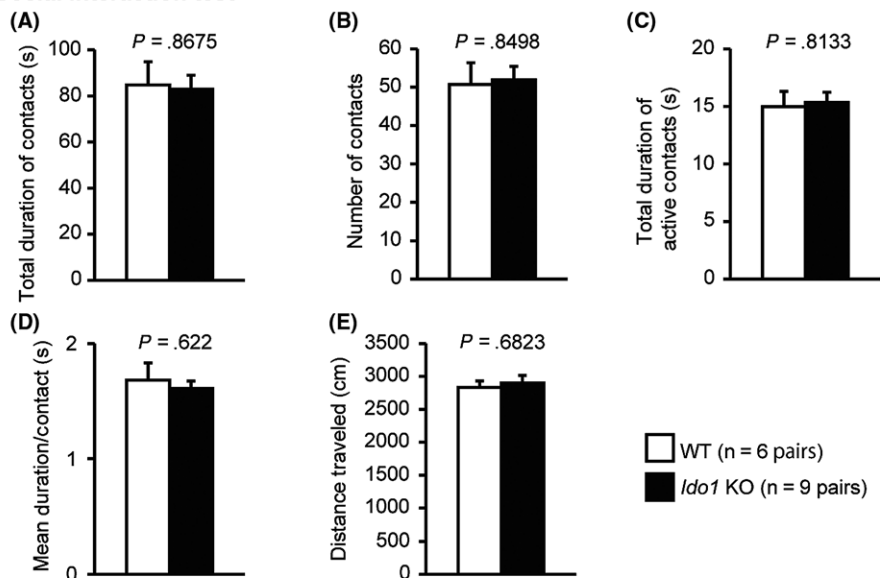 (A)
P = .8675
Total duration of contacts (s)
100
80
60
40
20
0
(B)
P = .8498
Number of contacts
60
50
40
30
20
10
0
(C)
P = .8133
Total duration of
active contacts (s)
20
15
10
5
0
(D)
P = .622
Mean duration/contact (s)
2
1
0
(E)
P = .6823
Distance traveled (cm)
3500
3000
2500
2000
1500
1000
500
0
WT (n = 6 pairs)
Ido1 KO (n = 9 pairs)